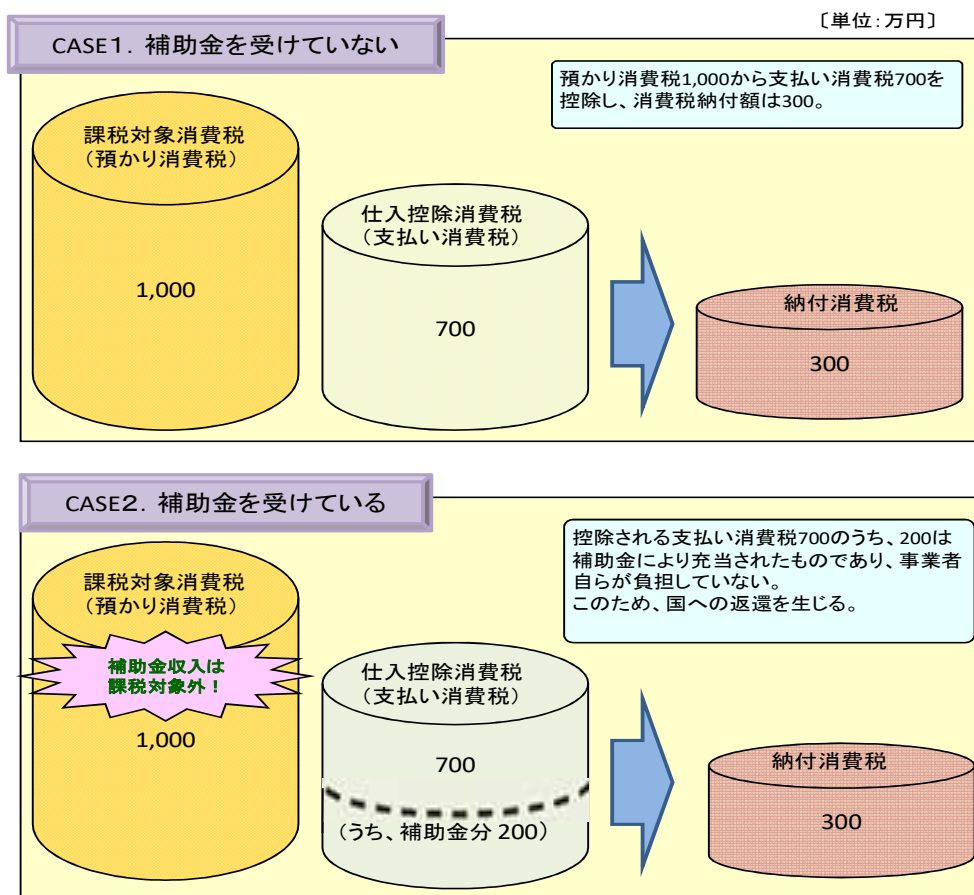 〔単位:万円〕
CASE1. 補助金を受けていない
預かり消費税1,000から支払い消費税700を
控除し、消費税納付額は300。
課税対象消費税
（預かり消費税）
1,000
仕入控除消費税
（支払い消費税）
700
納付消費税
300
CASE2. 補助金を受けている
控除される支払い消費税700のうち、200は
補助金により充当されたものであり、事業者
自らが負担していない。
このため、国への返還を生じる。
課税対象消費税
（預かり消費税）
補助金収入は
課税対象外！
1,000
仕入控除消費税
（支払い消費税）
700
（うち、補助金分 200）
納付消費税
300